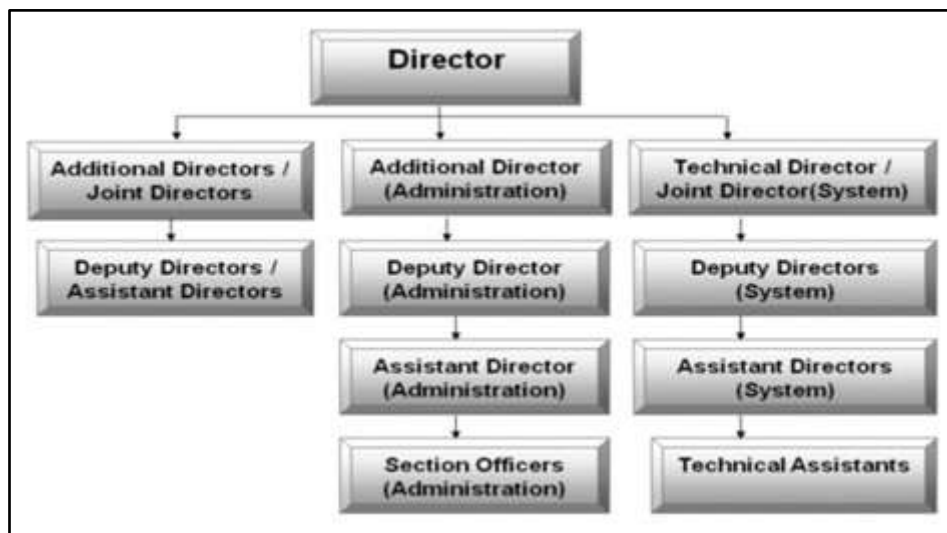 Director
Additional Directors /
Joint Directors
Additional Director
(Administration)
Technical Director /
Joint Director(System)
Deputy Directors /
Assistant Directors
Deputy Director
(Administration)
Deputy Directors
(System)
Assistant Director
(Administration)
Assistant Directors
(System)
Section Officers
(Administration)
Technical Assistants